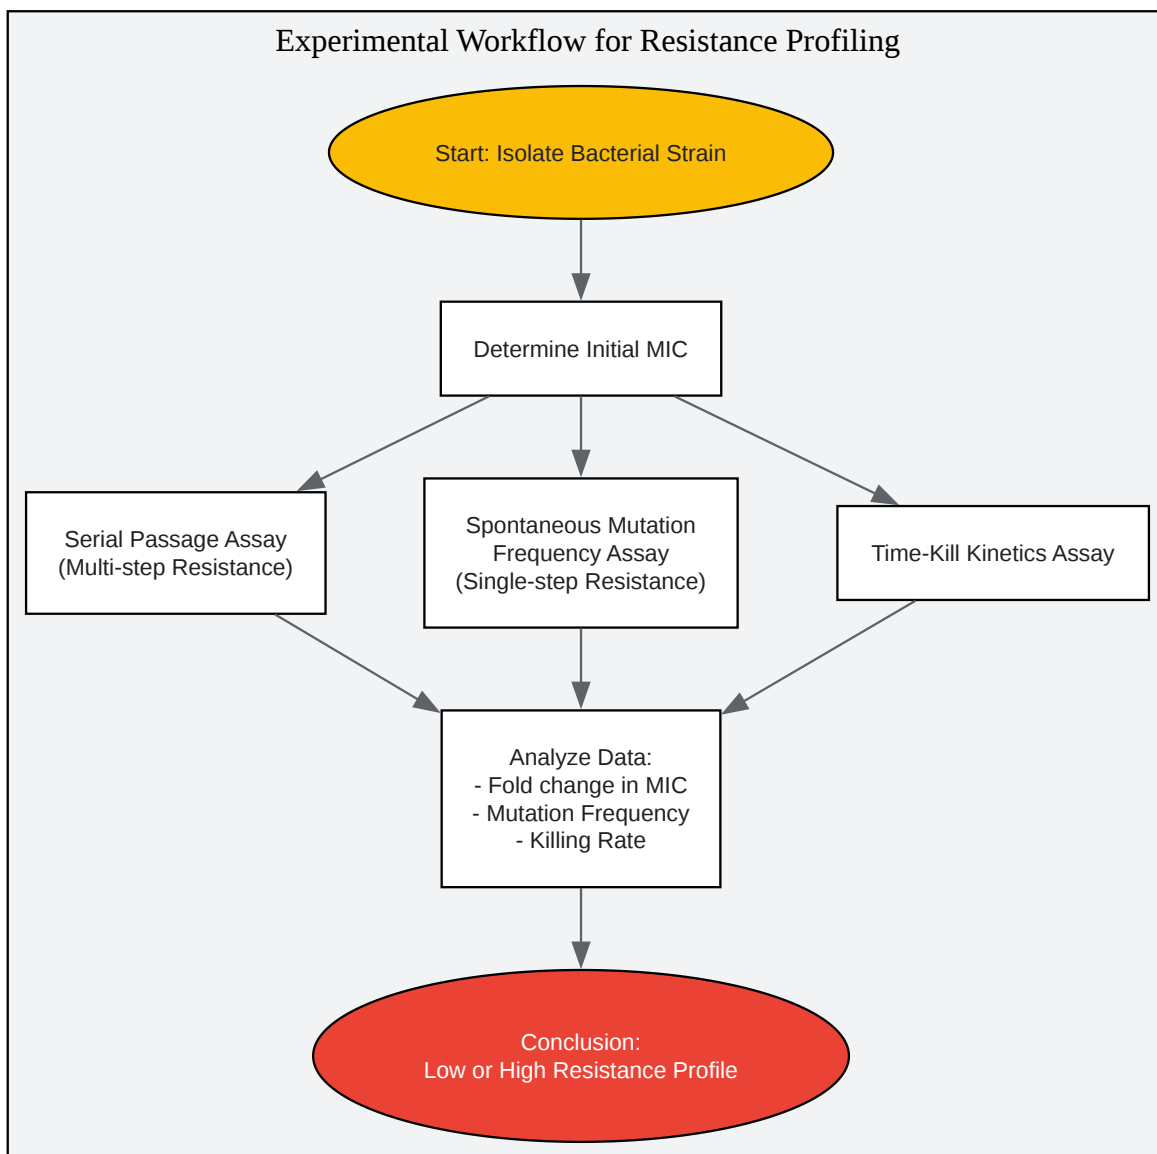 Experimental Workflow for Resistance Profiling
Start: Isolate Bacterial Strain
Determine Initial MIC
Serial Passage Assay
(Multi-step Resistance)
Spontaneous Mutation
Frequency Assay
(Single-step Resistance)
Time-Kill Kinetics Assay
Analyze Data:
- Fold change in MIC
- Mutation Frequency
- Killing Rate
Conclusion:
Low or High Resistance Profile